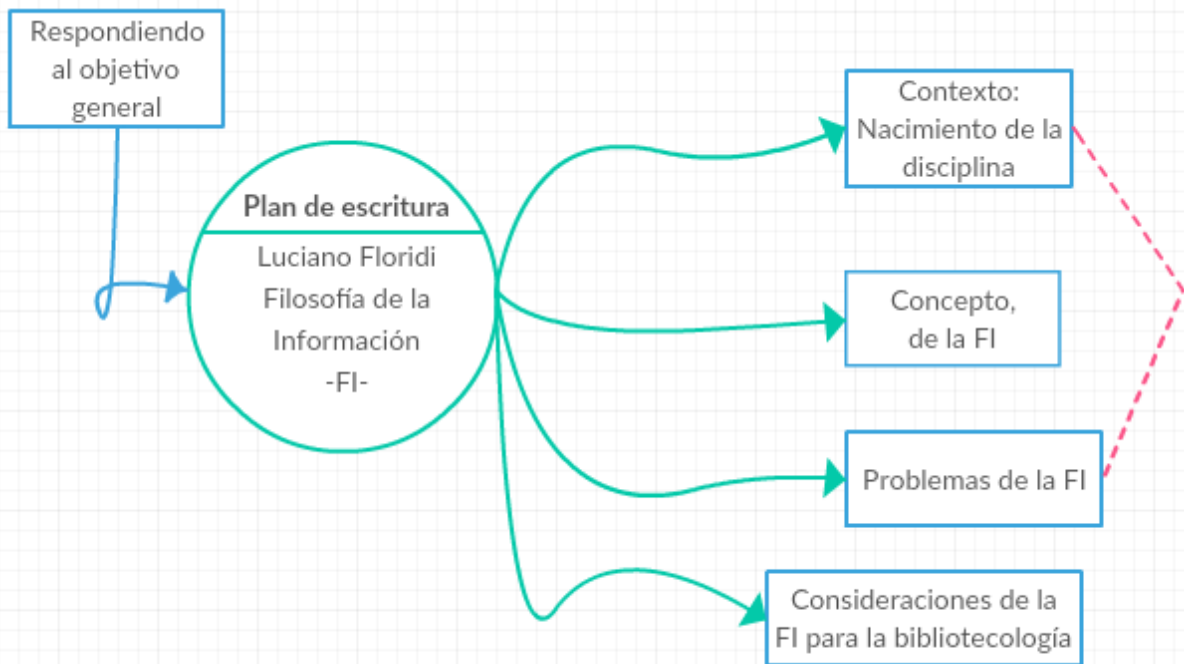 Respondiendo
al objetivo
general
Plan de escritura
Luciano Floridi
Filosofía de la
Información
-FI-
Contexto:
Nacimiento de la
disciplina
Concepto,
de la FI
Problemas de la FI
Consideraciones de la
FI para la bibliotecología